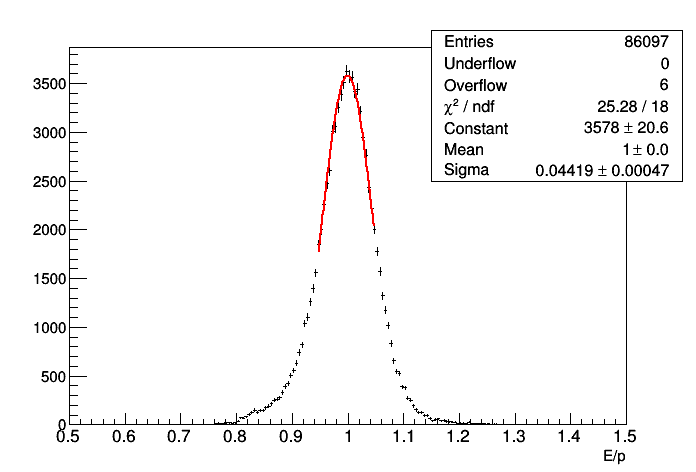 Entries 86097
Underflow 0
Overflow 6
χ² / ndf 25.28 / 18
Constant 3578 ± 20.6
Mean 1 ± 0.0
Sigma 0.04419 ± 0.00047
3500
3000
2500
2000
1500
1000
500
0
0.5 0.6 0.7 0.8 0.9 1 1.1 1.2 1.3 1.4 1.5
E/p